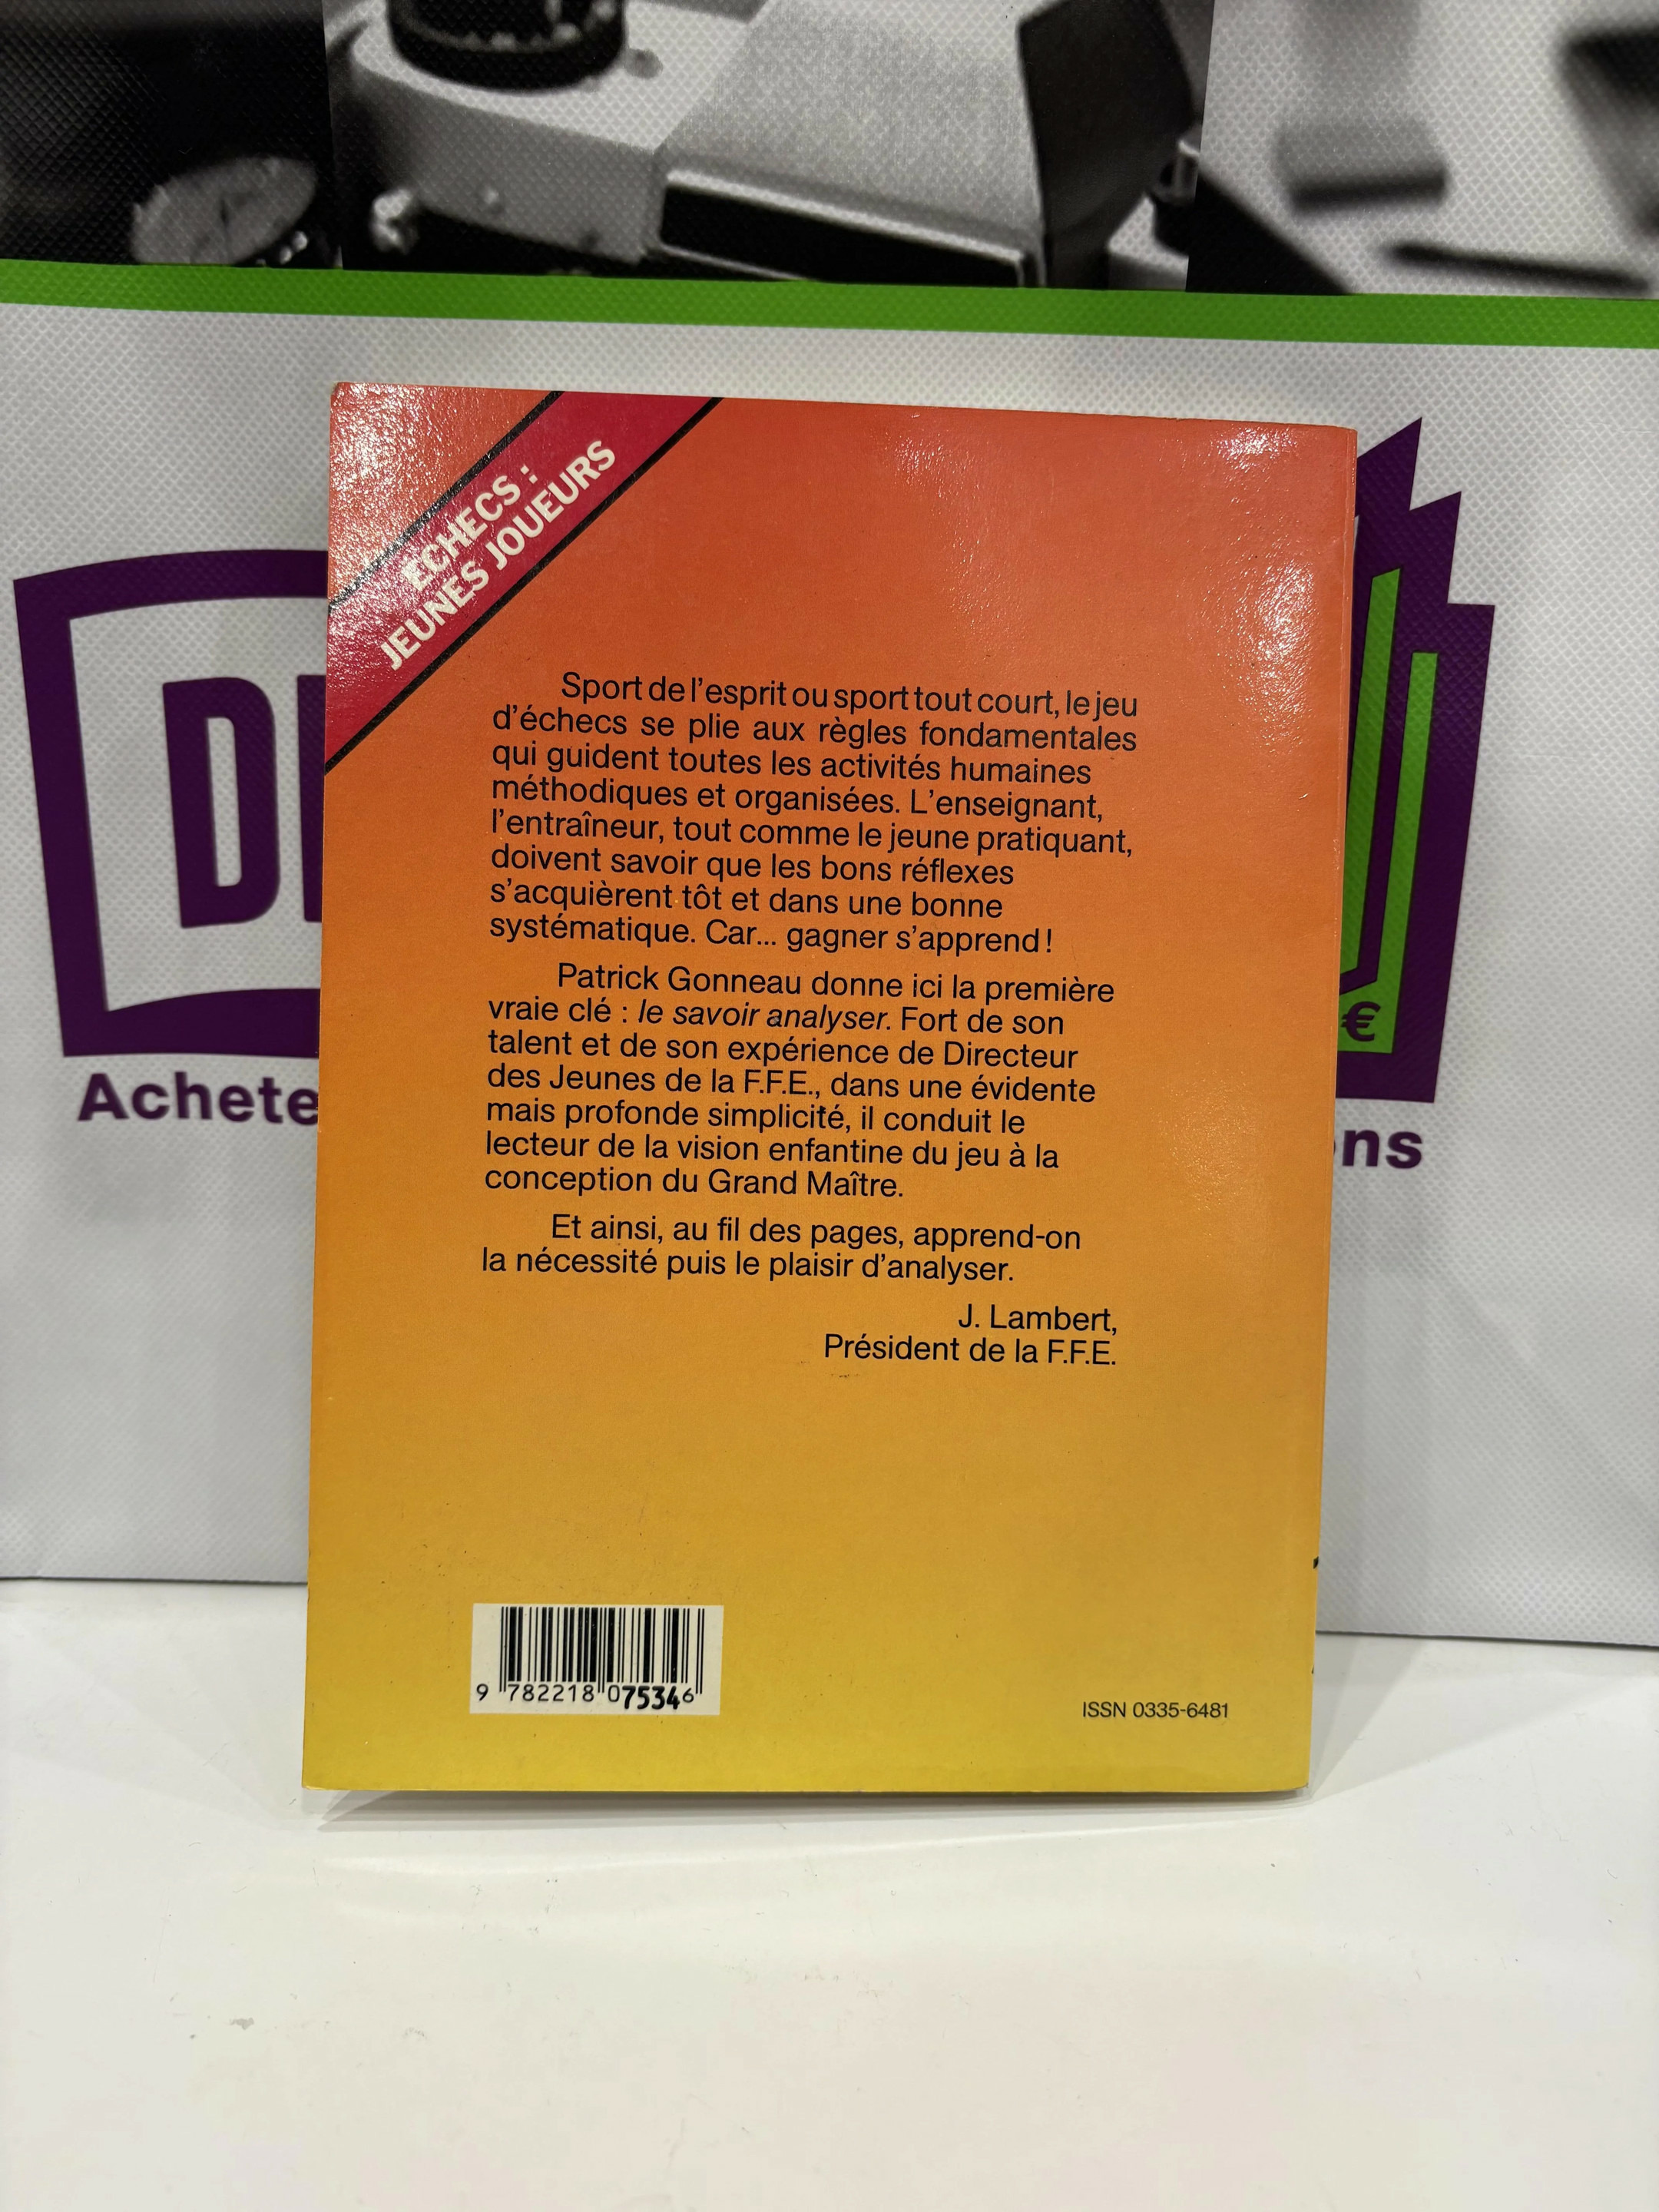 ECHECS :
JEUNES JOUEURS
Sport de l'esprit ou sport tout court, le jeu
d'échecs se plie aux règles fondamentales
qui guident toutes les activités humaines
méthodiques et organisées. L'enseignant,
l'entraîneur, tout comme le jeune pratiquant,
doivent savoir que les bons réflexes
s'acquièrent tôt et dans une bonne
systématique. Car... gagner s'apprend!
Patrick Gonneau donne ici la première
vraie clé : le savoir analyser. Fort de son
talent et de son expérience de Directeur
des Jeunes de la F.F.E., dans une évidente
mais profonde simplicité, il conduit le
lecteur de la vision enfantine du jeu à la
conception du Grand Maître.
Et ainsi, au fil des pages, apprend-on
la nécessité puis le plaisir d'analyser.
J. Lambert,
Président de la F.F.E.
9 782218 075346
ISSN 0335-6481
€
Achete
ons